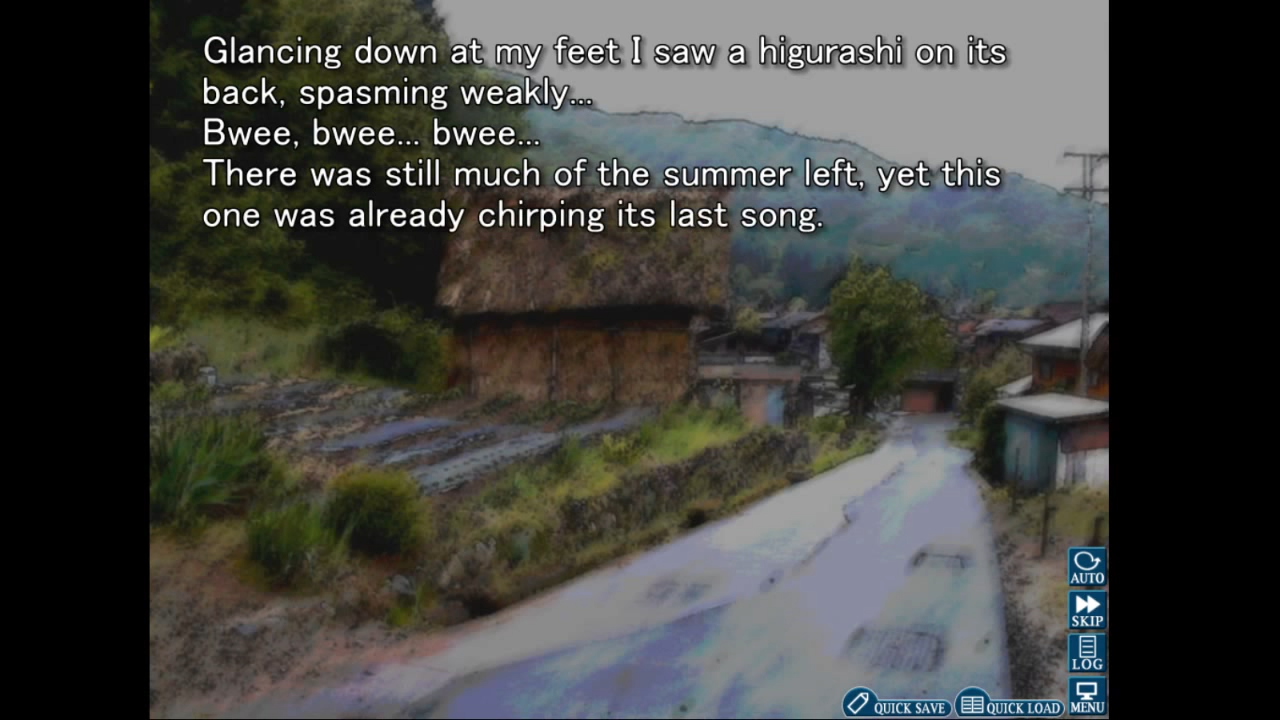 Glancing down at my feet I saw a higurashi on its
back, spasming weakly...
Bwee, bwee... bwee...
There was still much of the summer left, yet this
one was already chirping its last song.
AUTO
SKIP
LOG
MENU
QUICK SAVE
QUICK LOAD